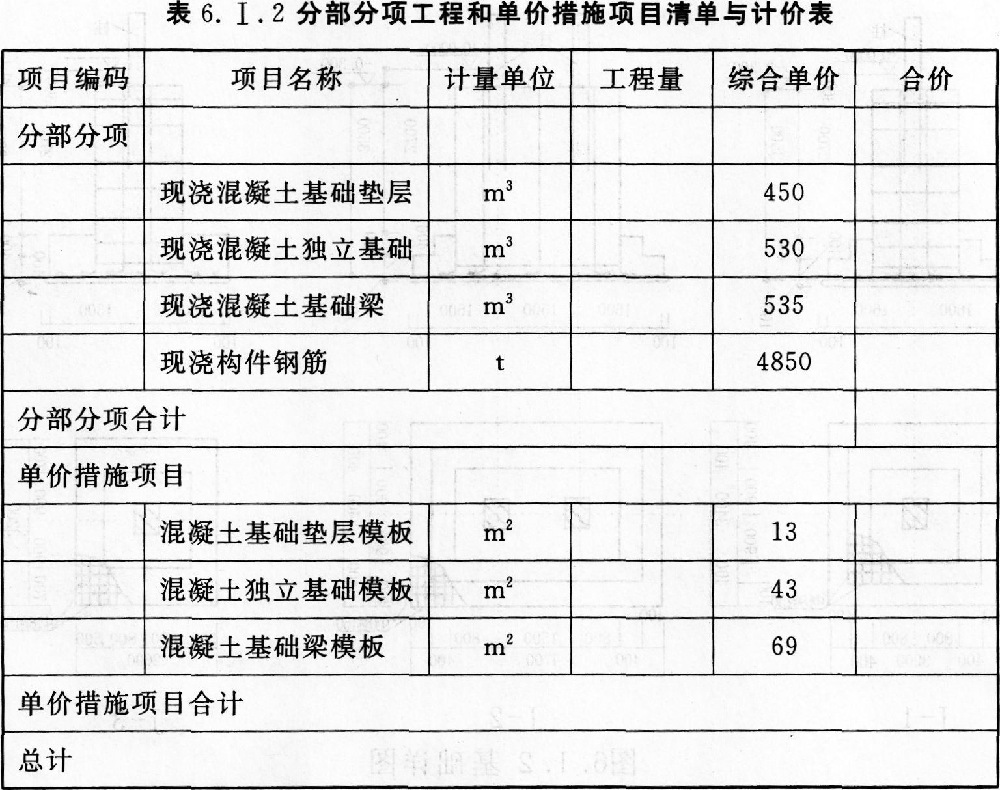 表 6.Ⅰ.2 分部分项工程和单价措施项目清单与计价表
项目编码 项目名称 计量单位 工程量 综合单价 合价
分部分项
现浇混凝土基础垫层 m³ 450
现浇混凝土独立基础 m³ 530
现浇混凝土基础梁 m³ 535
现浇构件钢筋 t 4850
分部分项合计
单价措施项目
混凝土基础垫层模板 m² 13
混凝土独立基础模板 m² 43
混凝土基础梁模板 m² 69
单价措施项目合计
总计